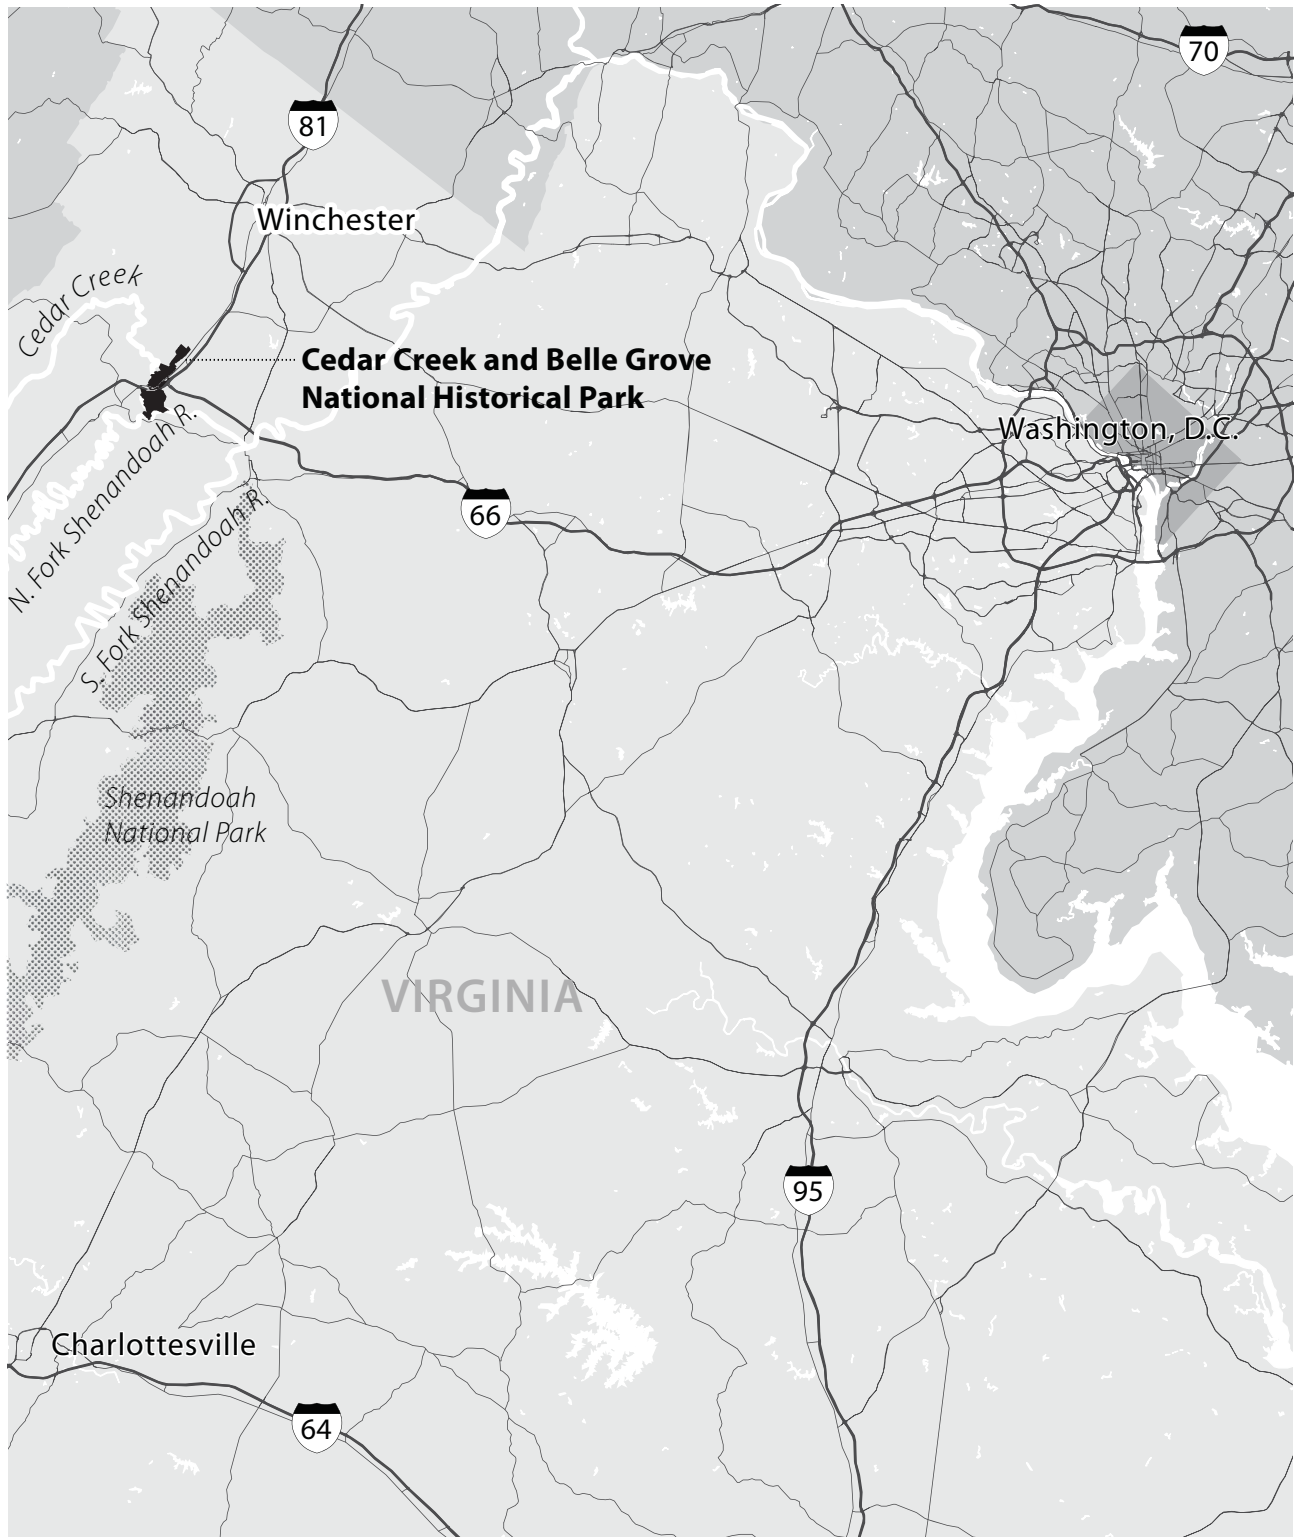 70
81
Winchester
Cedar Creek
Cedar Creek and Belle Grove
National Historical Park
Washington, D.C.
N. Fork Shenandoah R.
66
S. Fork Shenandoah R.
Shenandoah
National Park
VIRGINIA
95
Charlottesville
64